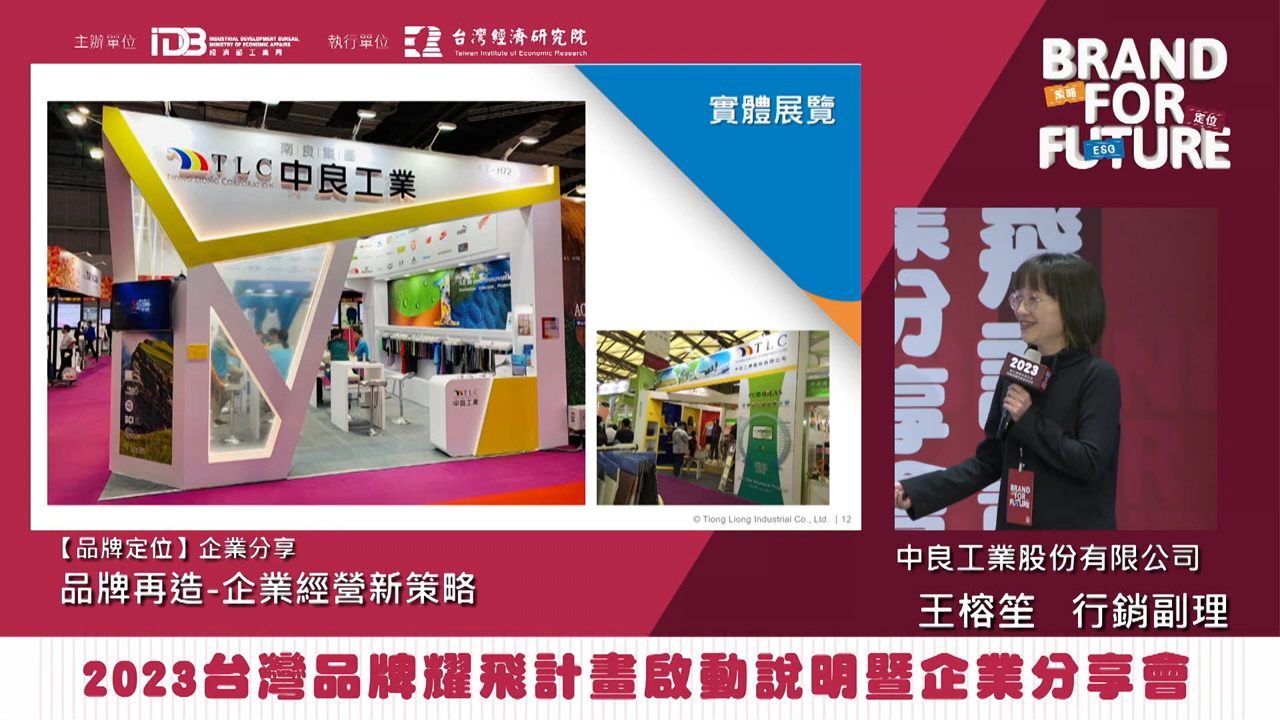 主辦單位
IDB
INDUSTRIAL DEVELOPMENT BUREAU,
MINISTRY OF ECONOMIC AFFAIRS
經濟部工業局
執行單位
台灣經濟研究院
Taiwan Institute of Economic Research
BRAND
策略
FOR
定位
FUTURE
ESG
實體展覽
南良集團
TLC
TIONG LIONG CORPORATION
中良工業
H72
TLC
中良工業
BCI
TLC
© Tiong Liong Industrial Co., Ltd. | 12
飛
分享
2023
BRAND
FOR
FUTURE
【品牌定位】企業分享
品牌再造-企業經營新策略
中良工業股份有限公司
王榕笙 行銷副理
2023台灣品牌耀飛計畫啟動說明暨企業分享會